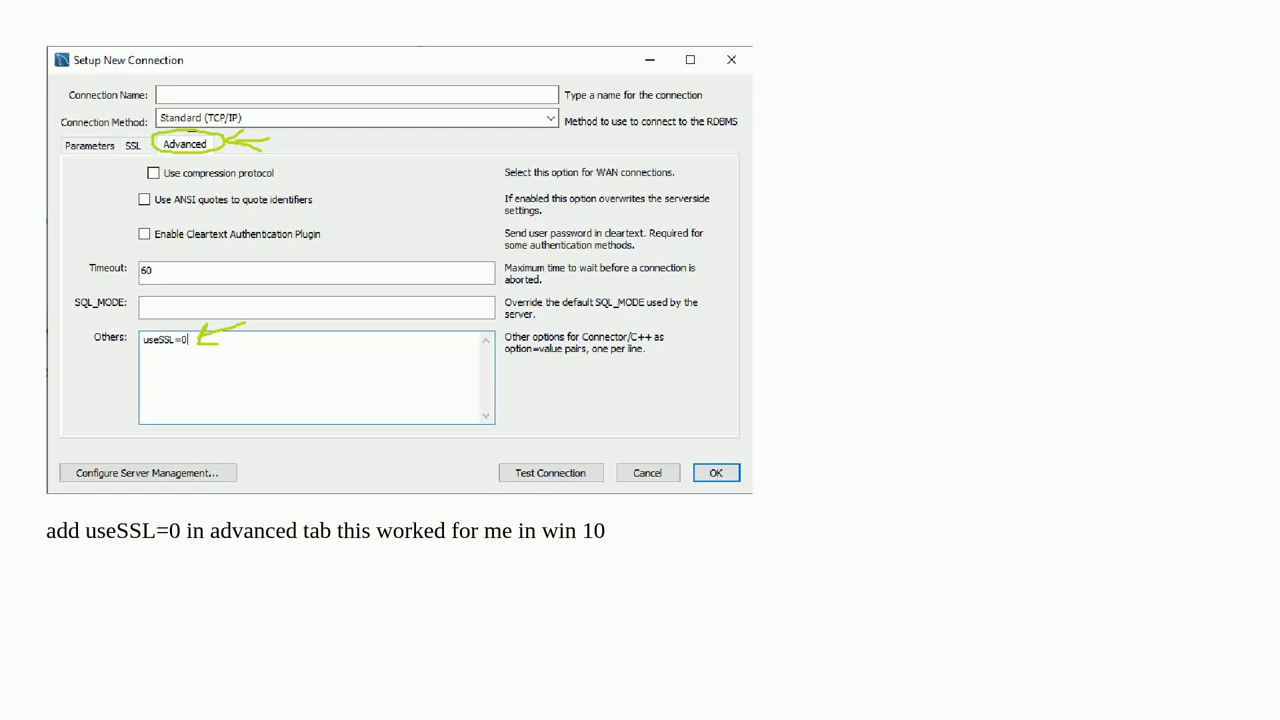 Setup New Connection
Connection Name: Type a name for the connection
Connection Method: Standard (TCP/IP) Method to use to connect to the RDBMS
Parameters SSL Advanced
Use compression protocol Select this option for WAN connections.
Use ANSI quotes to quote identifiers If enabled this option overwrites the serverside
settings.
Enable Cleartext Authentication Plugin Send user password in cleartext. Required for
some authentication methods.
Timeout: 60 Maximum time to wait before a connection is
aborted.
SQL_MODE: Override the default SQL_MODE used by the
server.
Others: useSSL=0 Other options for Connector/C++ as
option=value pairs, one per line.
Configure Server Management... Test Connection Cancel OK
add useSSL=0 in advanced tab this worked for me in win 10